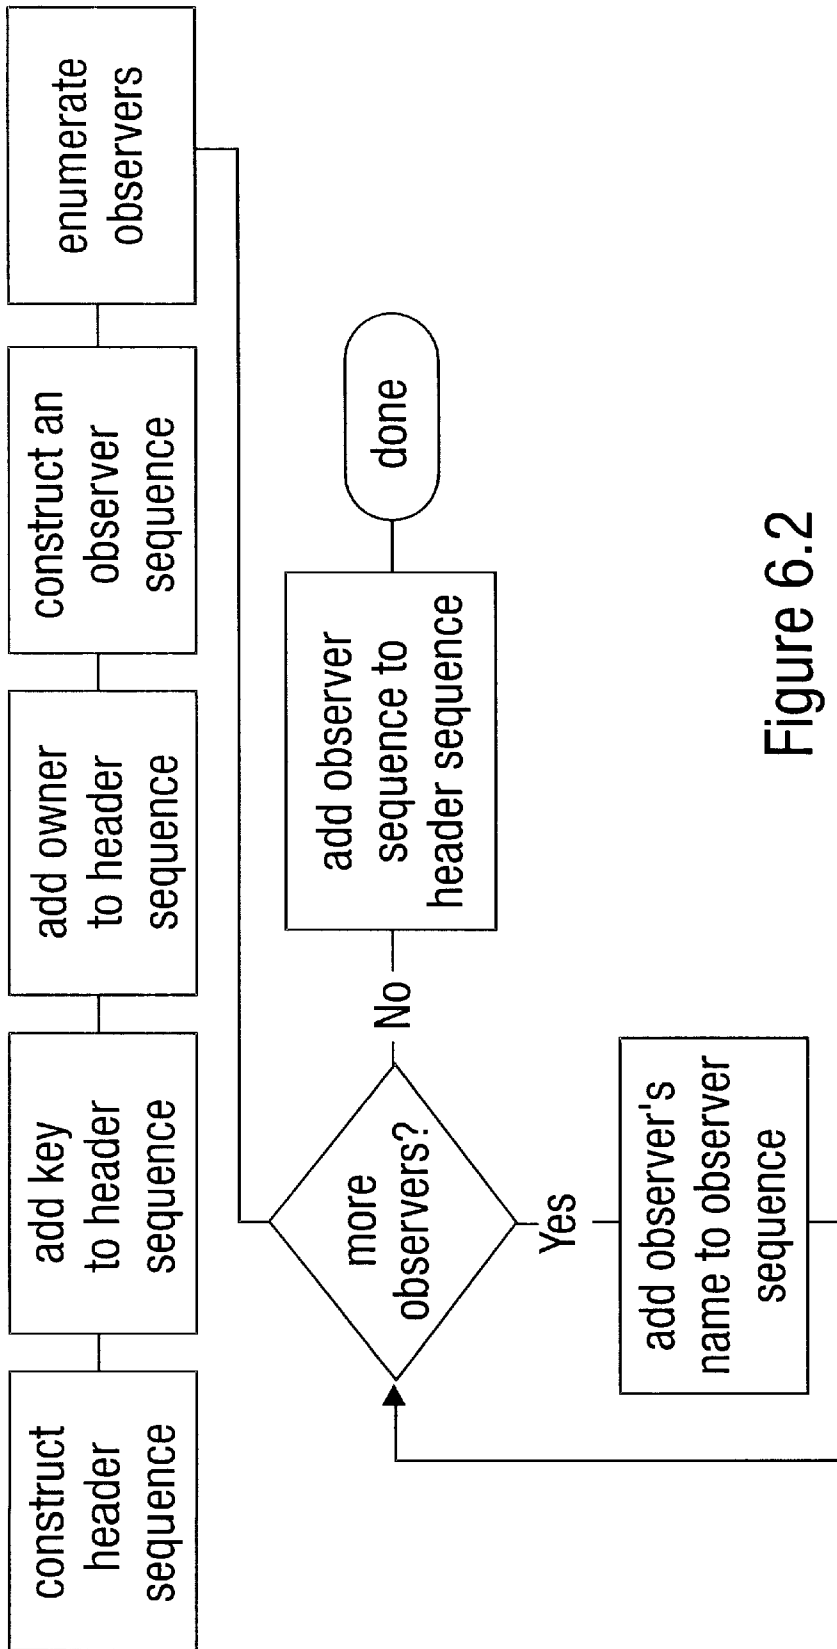 construct
header
sequence
add key
to header
sequence
add owner
to header
sequence
construct an
observer
sequence
enumerate
observers
more
observers?
No
add observer
sequence to
header sequence
done
Yes
add observer's
name to observer
sequence
Figure 6.2